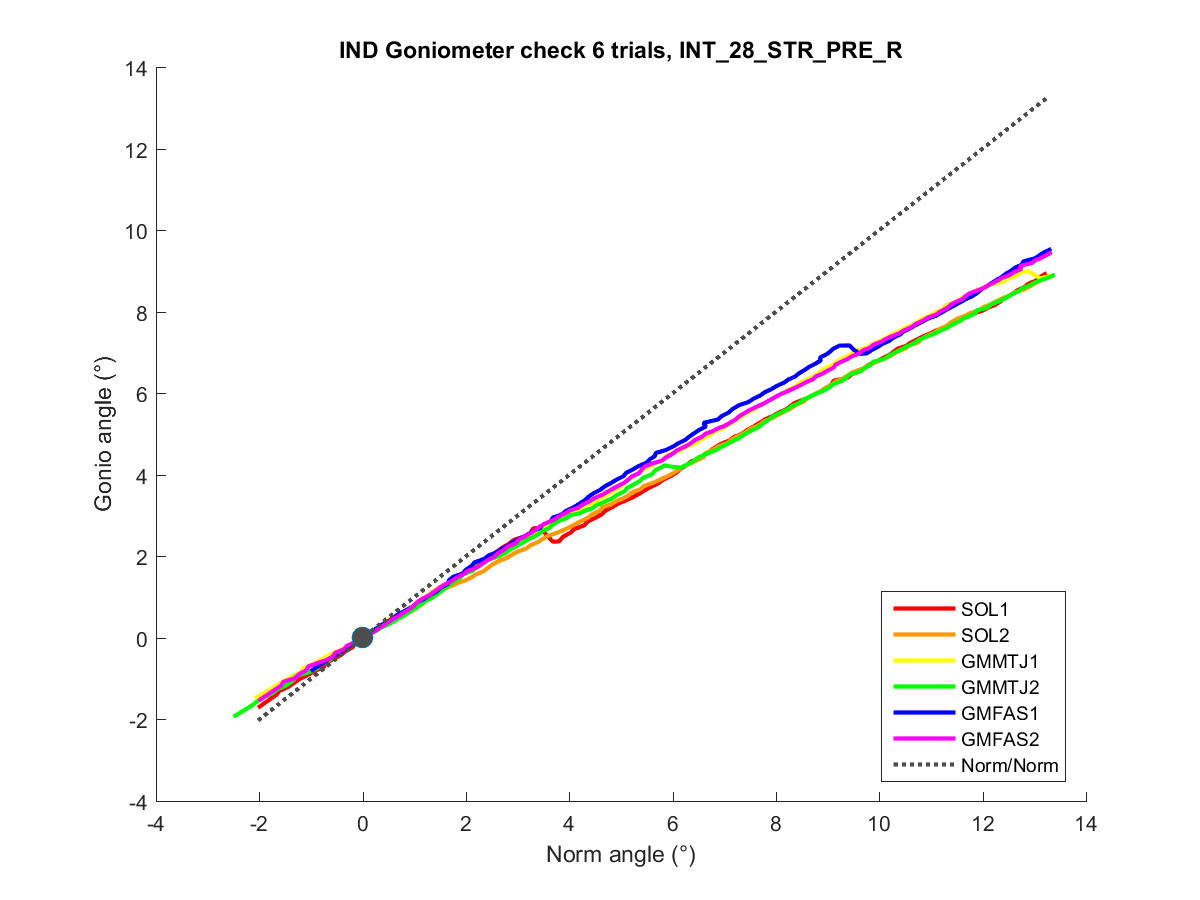 IND Goniometer check 6 trials, INT_28_STR_PRE_R
14
12
10
8
6
4
2
0
-2
-4
Gonio angle (°)
-4 -2 0 2 4 6 8 10 12 14
Norm angle (°)
SOL1
SOL2
GMMTJ1
GMMTJ2
GMFAS1
GMFAS2
Norm/Norm